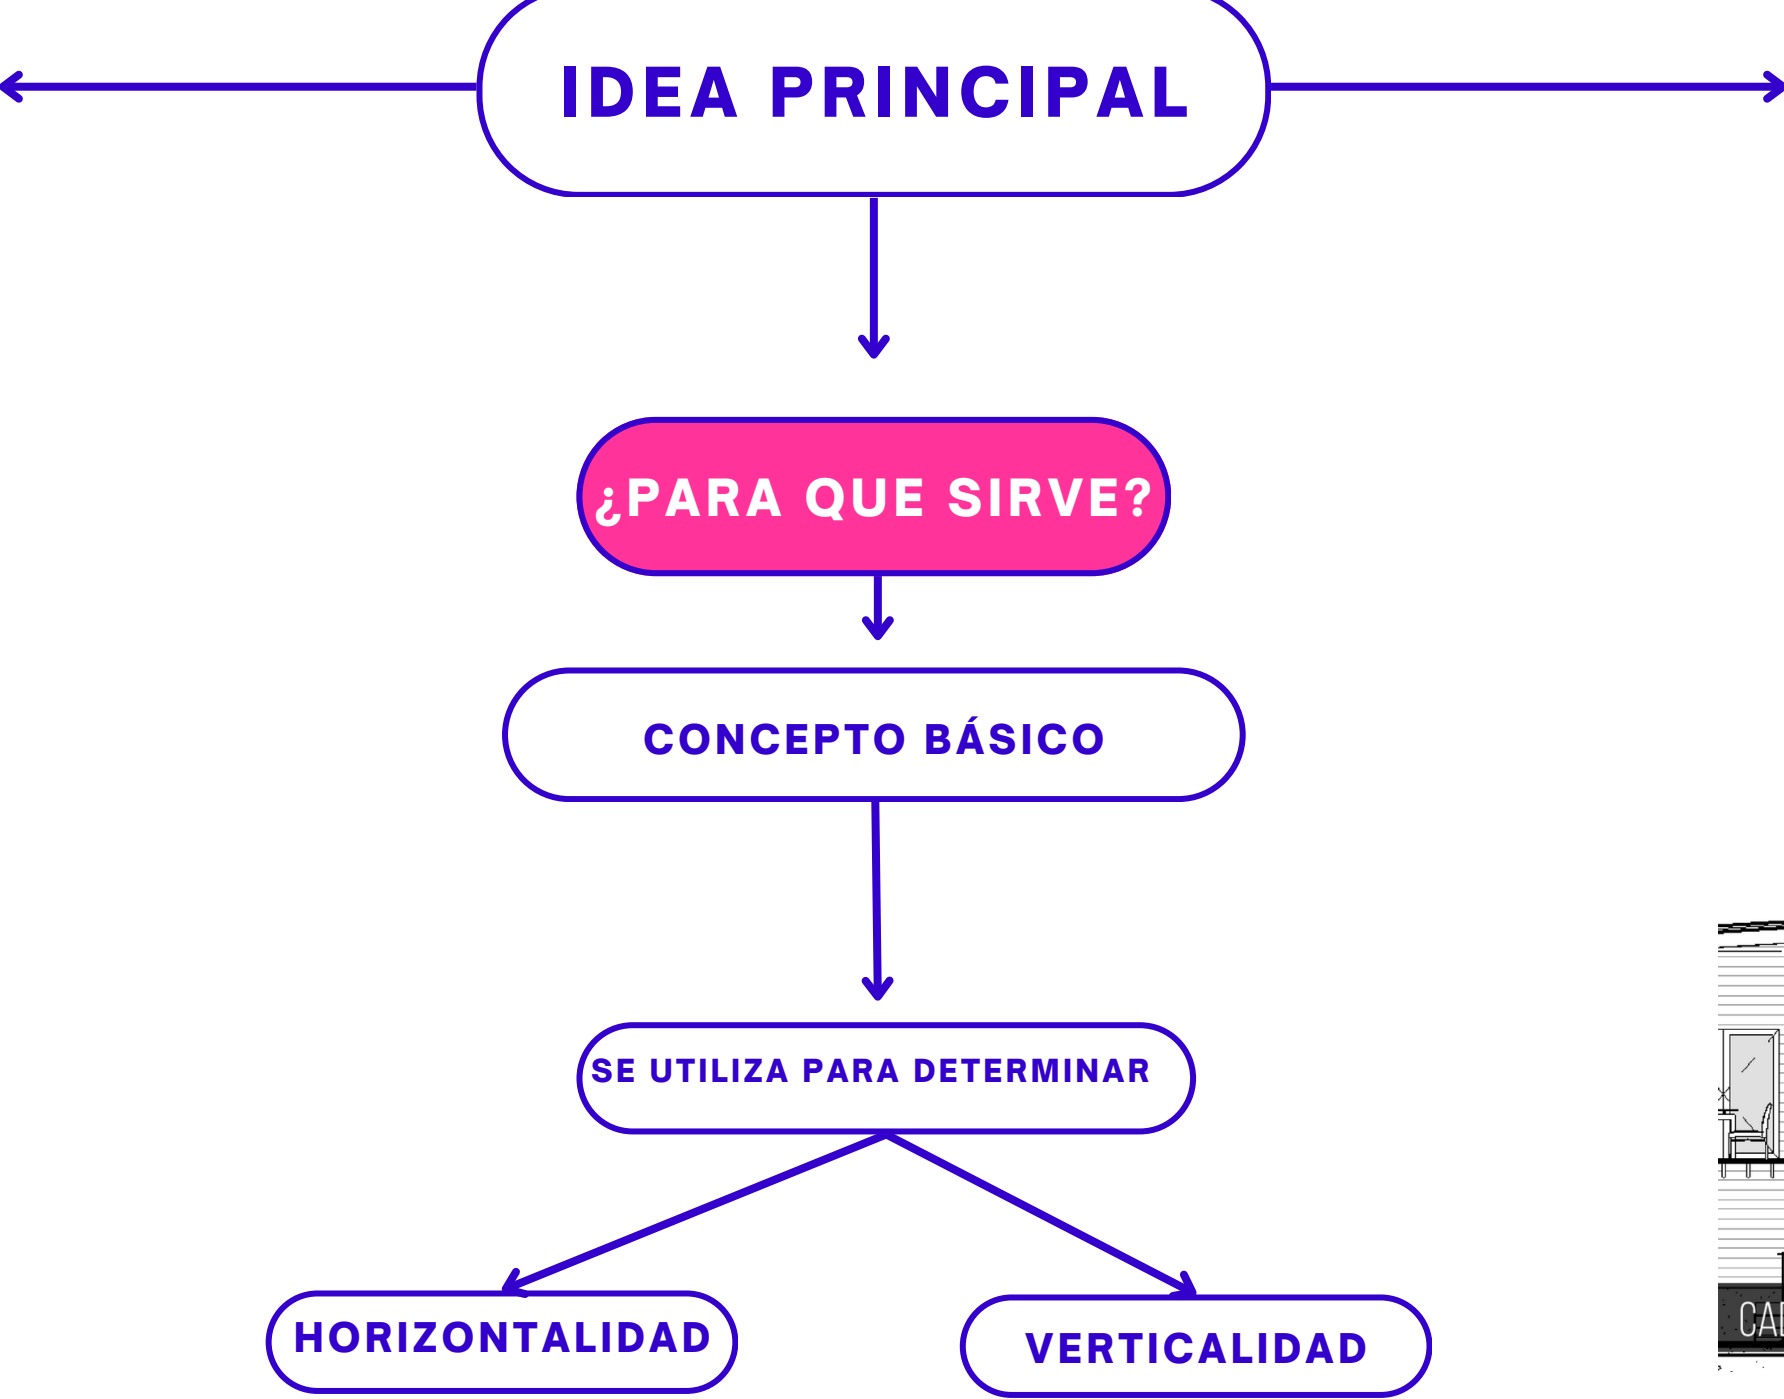 IDEA PRINCIPAL
¿PARA QUE SIRVE?
CONCEPTO BÁSICO
SE UTILIZA PARA DETERMINAR
HORIZONTALIDAD
VERTICALIDAD